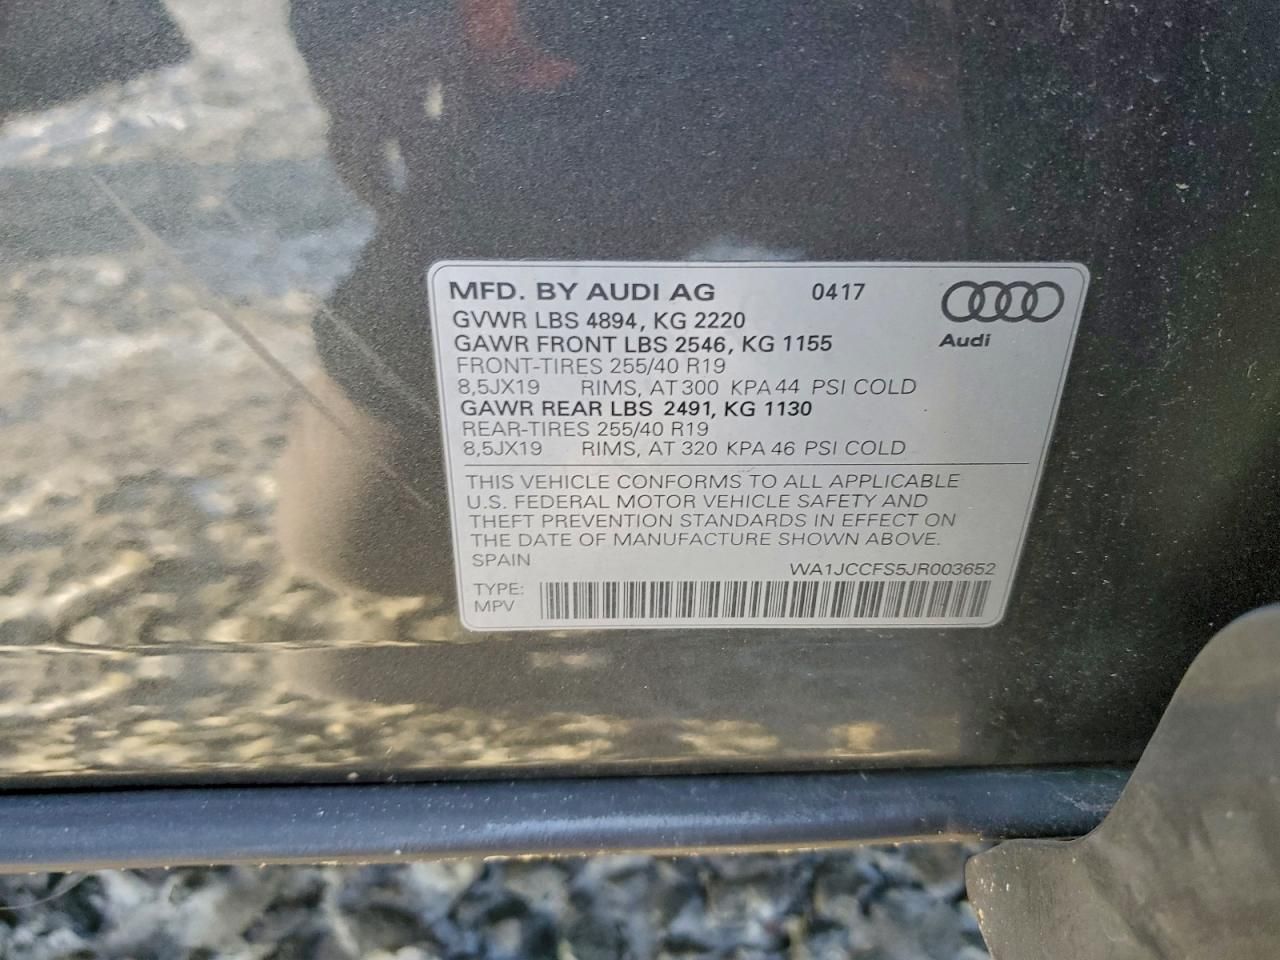 MFD. BY AUDI AG 0417
GVWR LBS 4894, KG 2220
GAWR FRONT LBS 2546, KG 1155
Audi
FRONT-TIRES 255/40 R19
8,5JX19 RIMS, AT 300 KPA 44 PSI COLD
GAWR REAR LBS 2491, KG 1130
REAR-TIRES 255/40 R19
8,5JX19 RIMS, AT 320 KPA 46 PSI COLD
THIS VEHICLE CONFORMS TO ALL APPLICABLE
U.S. FEDERAL MOTOR VEHICLE SAFETY AND
THEFT PREVENTION STANDARDS IN EFFECT ON
THE DATE OF MANUFACTURE SHOWN ABOVE.
SPAIN WA1JCCFS5JR003652
TYPE:
MPV